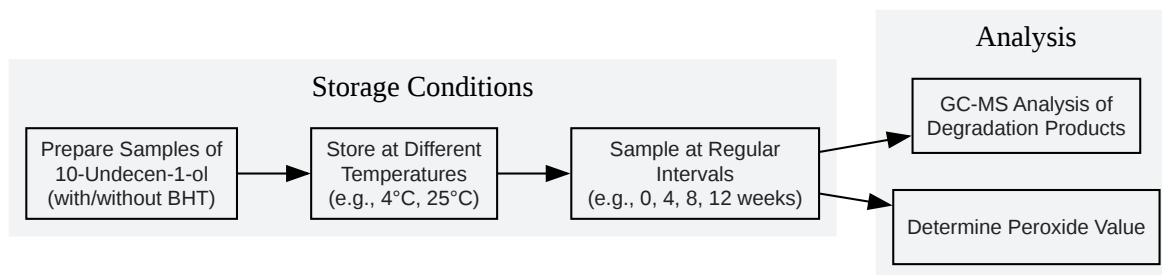 Storage Conditions
Prepare Samples of
10-Undecen-1-ol
(with/without BHT)
Store at Different
Temperatures
(e.g., 4°C, 25°C)
Sample at Regular
Intervals
(e.g., 0, 4, 8, 12 weeks)
Analysis
GC-MS Analysis of
Degradation Products
Determine Peroxide Value